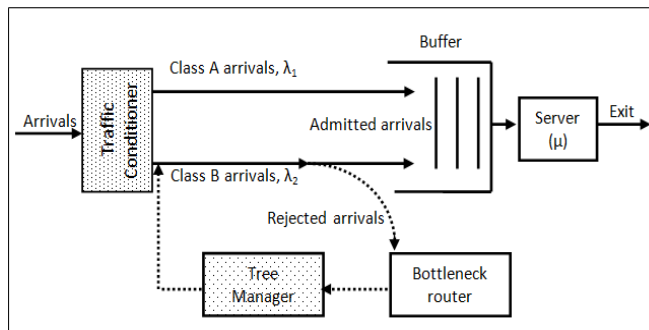 Buffer
Class A arrivals, λ1
Arrivals
Traffic
Conditioner
Admitted arrivals
Server
(μ)
Exit
Class B arrivals, λ2
Rejected arrivals
Tree
Manager
Bottleneck
router